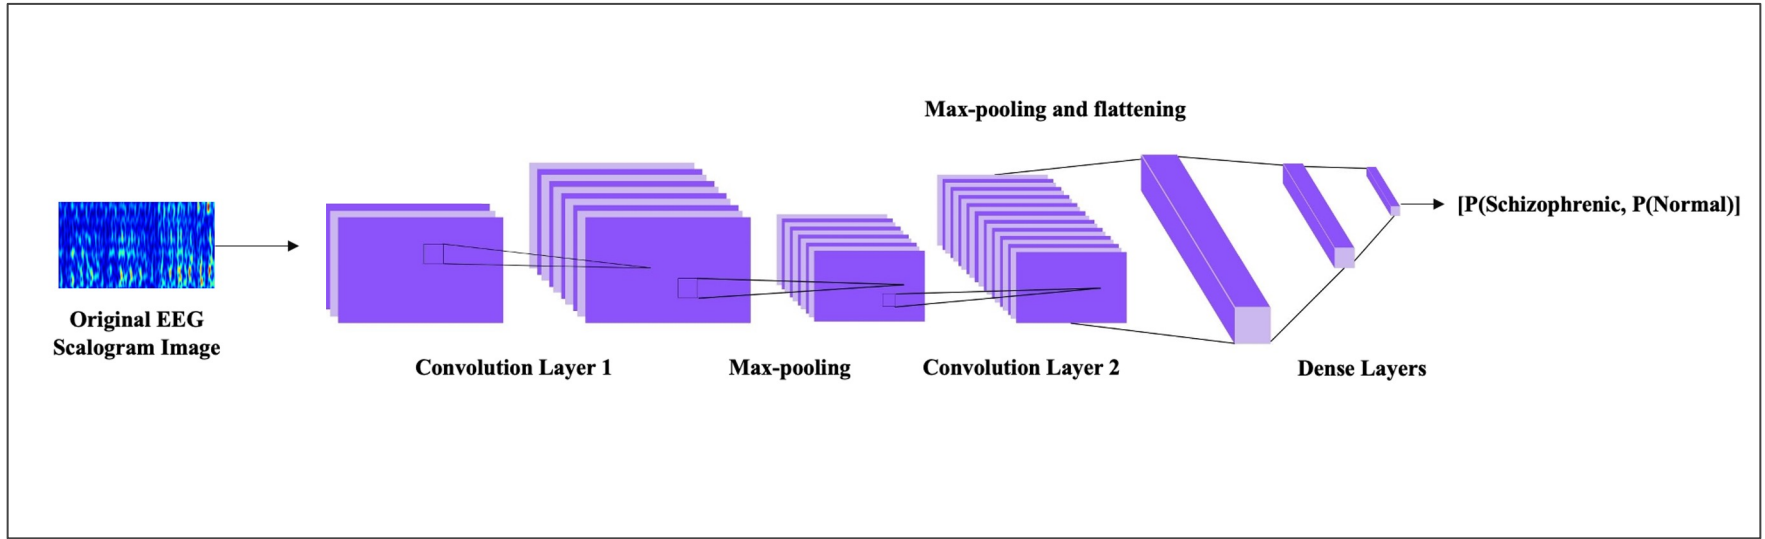 Max-pooling and flattening
[P(Schizophrenic, P(Normal)]
Original EEG
Scalogram Image
Convolution Layer 1
Max-pooling
Convolution Layer 2
Dense Layers